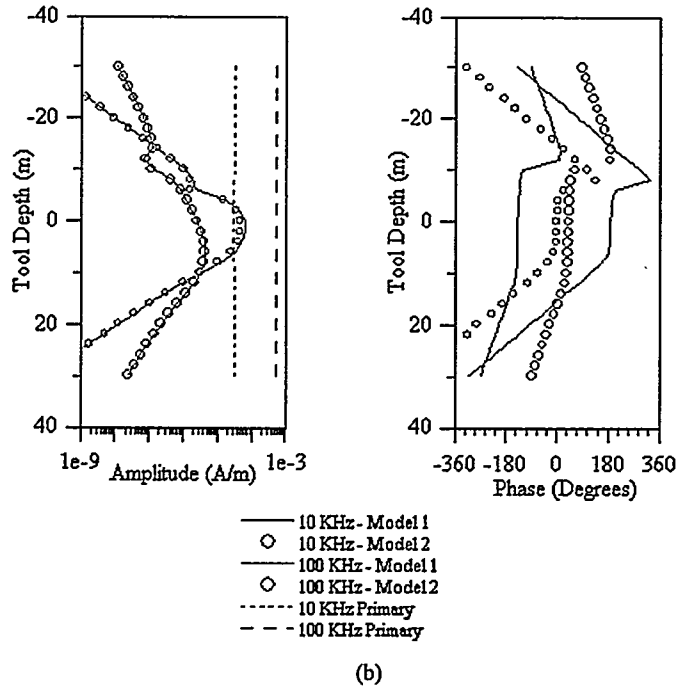 -40
-20
0
20
40
Tool Depth (m)
1e-9
1e-3
Amplitude (A/m)
-40
-20
0
20
40
Tool Depth (m)
-360 -180 0 180 360
Phase (Degrees)
10 KHz - Model 1
10 KHz - Model 2
100 KHz - Model 1
100 KHz - Model 2
10 KHz Primary
100 KHz Primary
(b)